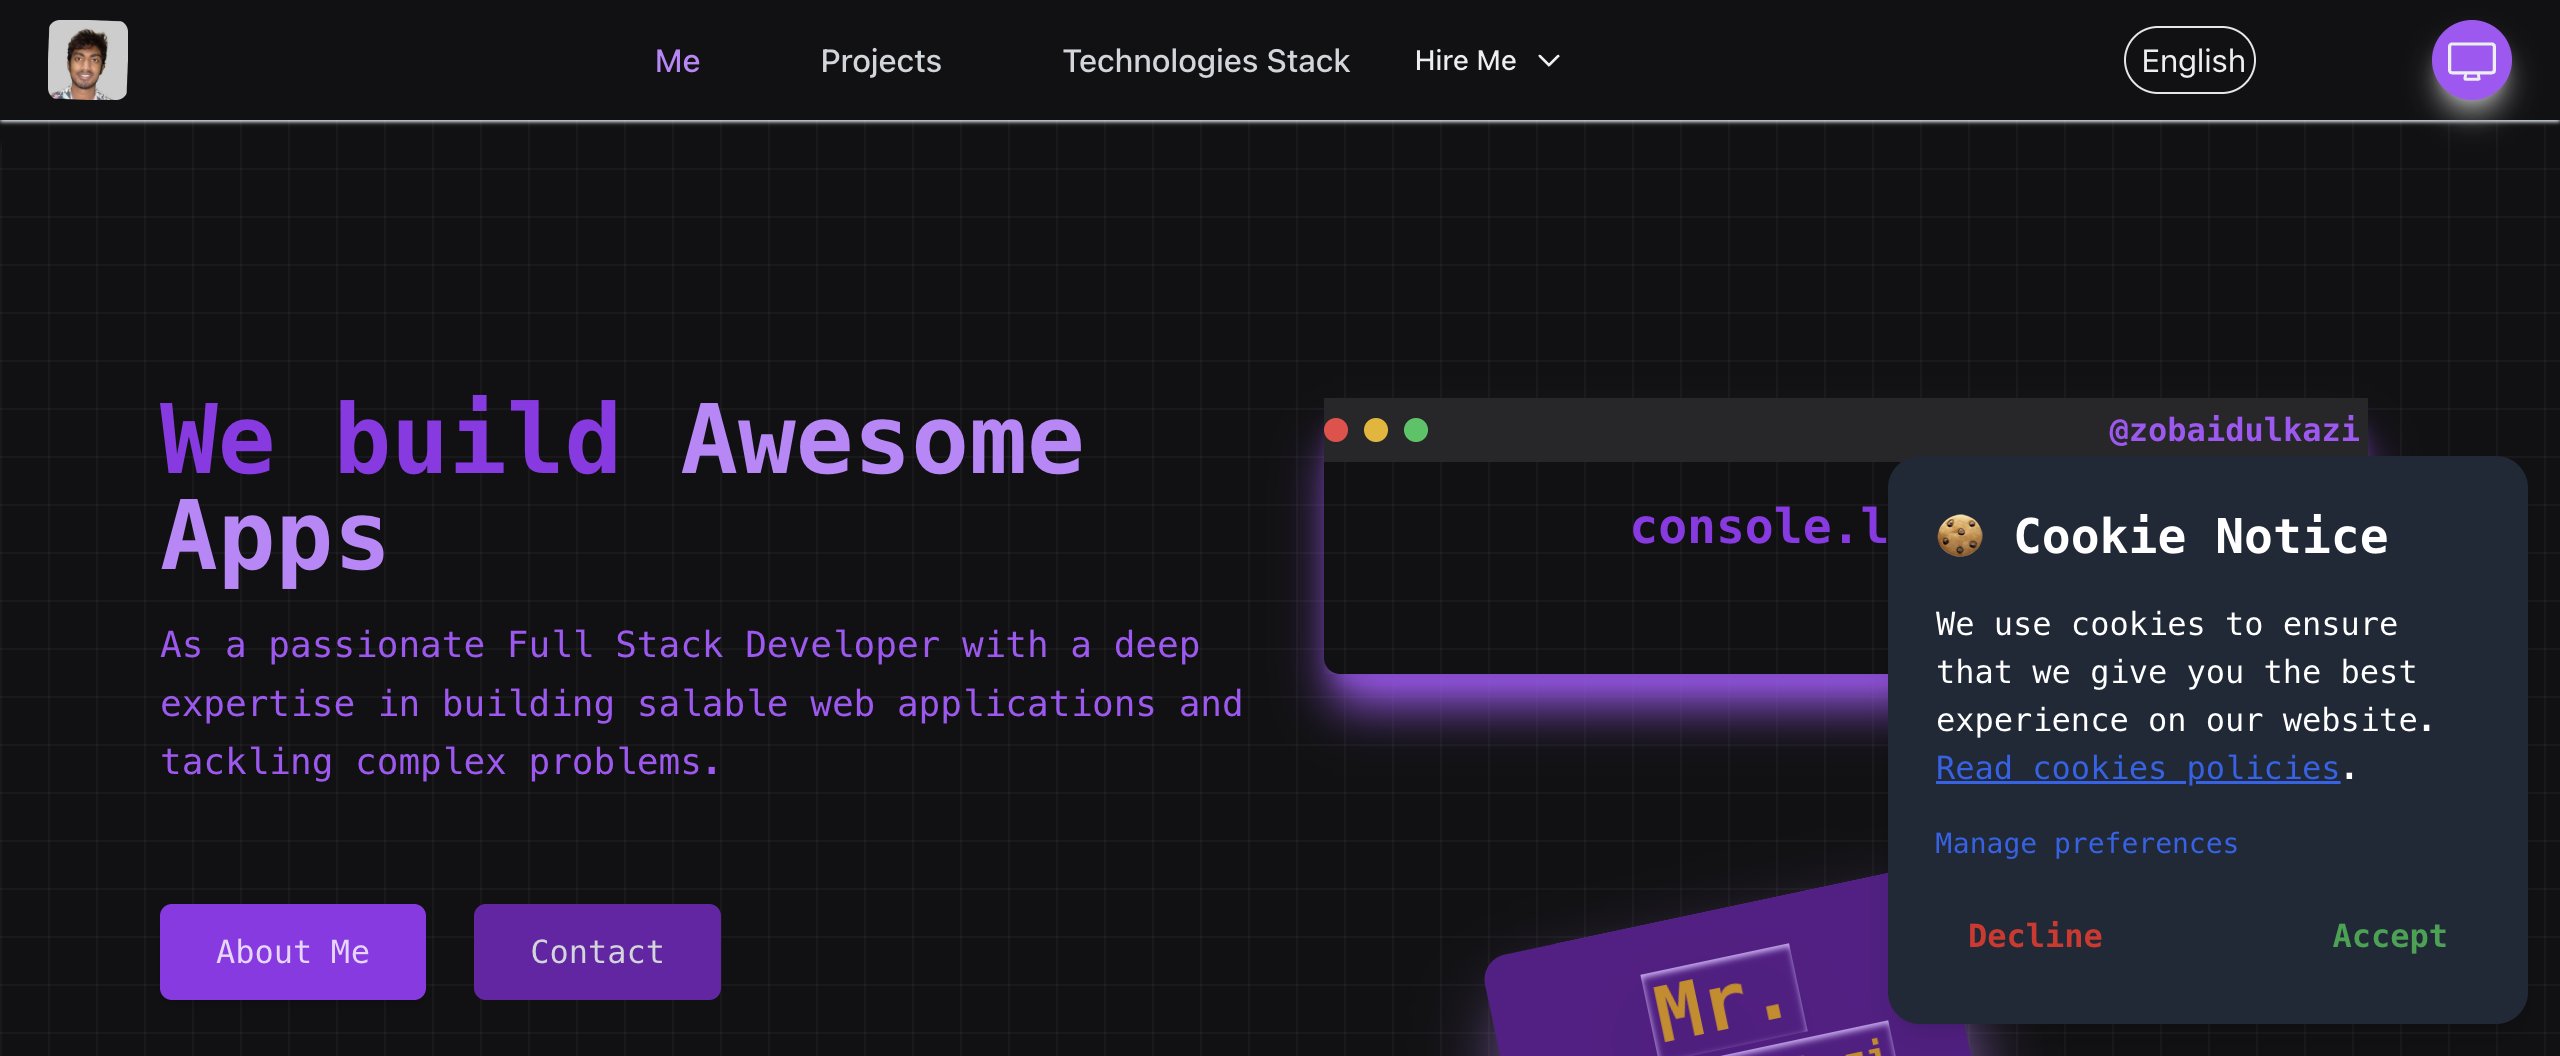 Me Projects Technologies Stack Hire Me English
We build Awesome
Apps
As a passionate Full Stack Developer with a deep
expertise in building salable web applications and
tackling complex problems.
About Me Contact
@zobaidulkazi
console.l
Mr.
🍪 Cookie Notice
We use cookies to ensure
that we give you the best
experience on our website.
Read cookies policies.
Manage preferences
Decline Accept